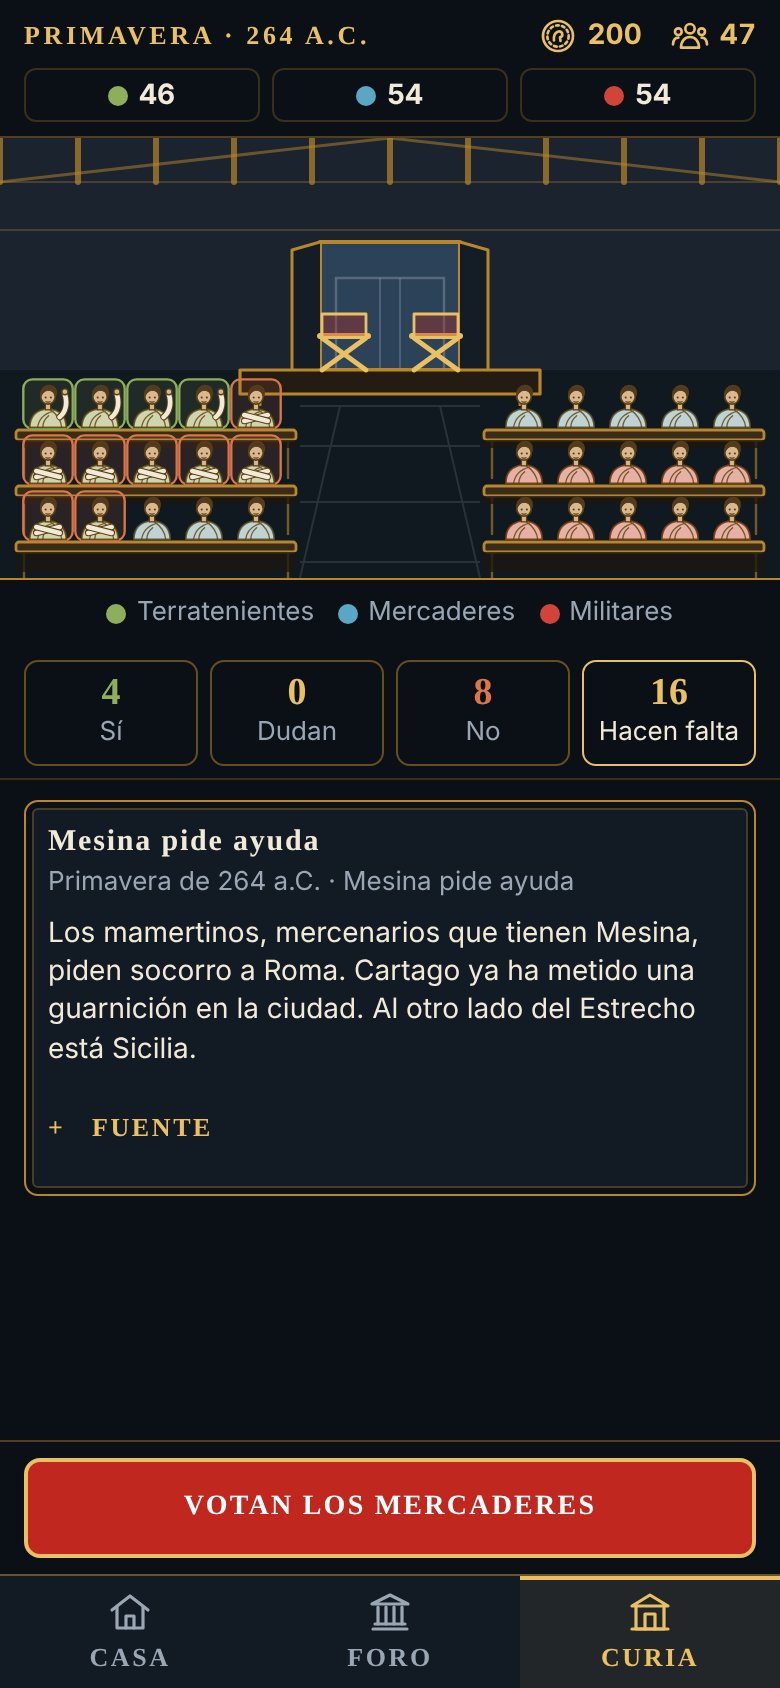 PRIMAVERA · 264 A.C.
200
47
46
54
54
Terratenientes
Mercaderes
Militares
4
Sí
0
Dudan
8
No
16
Hacen falta
Mesina pide ayuda
Primavera de 264 a.C. · Mesina pide ayuda
Los mamertinos, mercenarios que tienen Mesina,
piden socorro a Roma. Cartago ya ha metido una
guarnición en la ciudad. Al otro lado del Estrecho
está Sicilia.
+ FUENTE
VOTAN LOS MERCADERES
CASA
FORO
CURIA